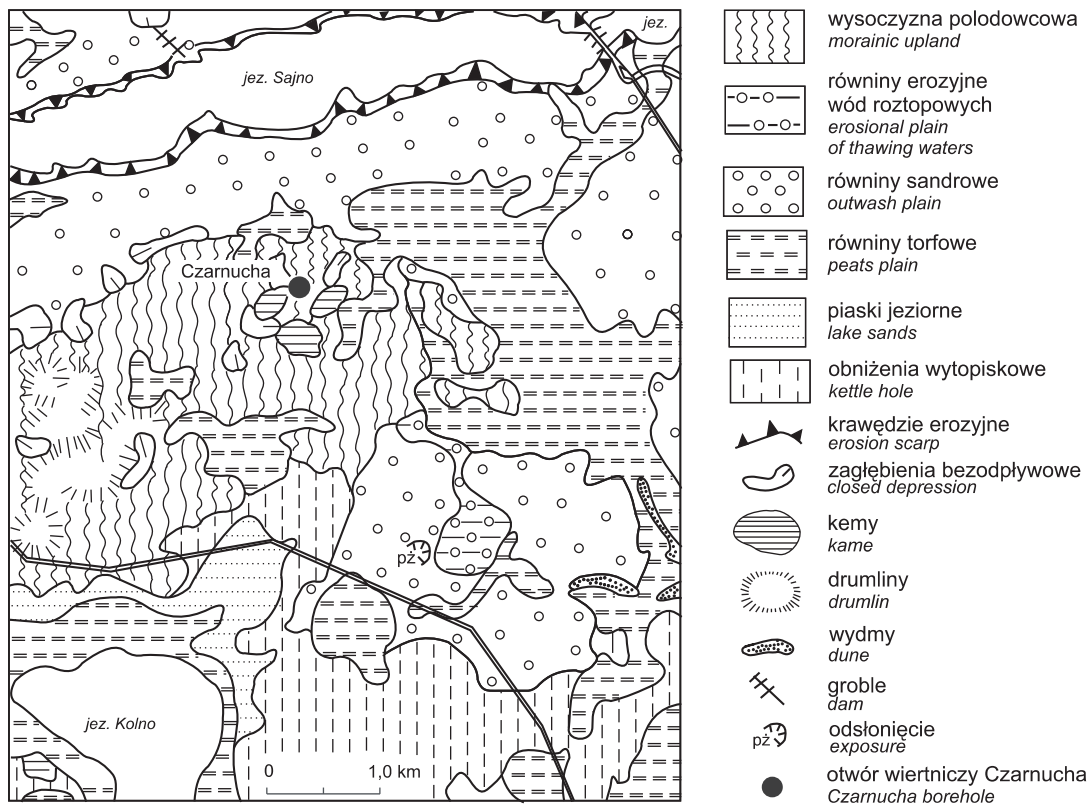 jez.
jez. Sajno
Czarnucha
pż
jez. Kolno
0 1,0 km
wysoczyzna polodowcowa
morainic upland
równiny erozyjne
wód roztopowych
erosional plain
of thawing waters
równiny sandrowe
outwash plain
równiny torfowe
peats plain
piaski jeziorne
lake sands
obniżenia wytopiskowe
kettle hole
krawędzie erozyjne
erosion scarp
zagłębienia bezodpływowe
closed depression
kemy
kame
drumliny
drumlin
wydmy
dune
groble
dam
pż
odsłonięcie
exposure
otwór wiertniczy Czarnucha
Czarnucha borehole